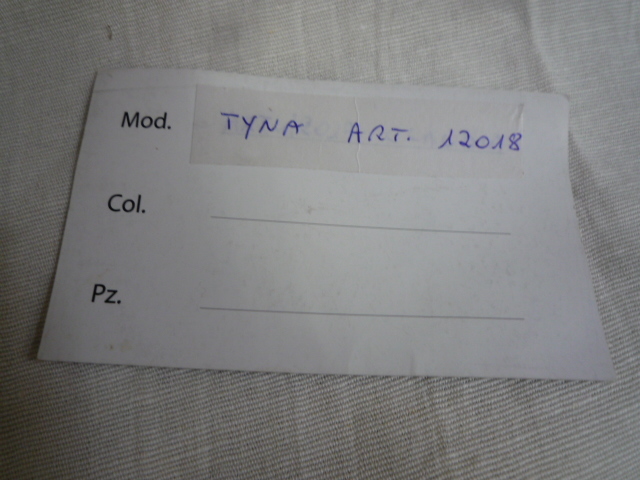 Mod. TYNA ART. 12018
Col.
Pz.